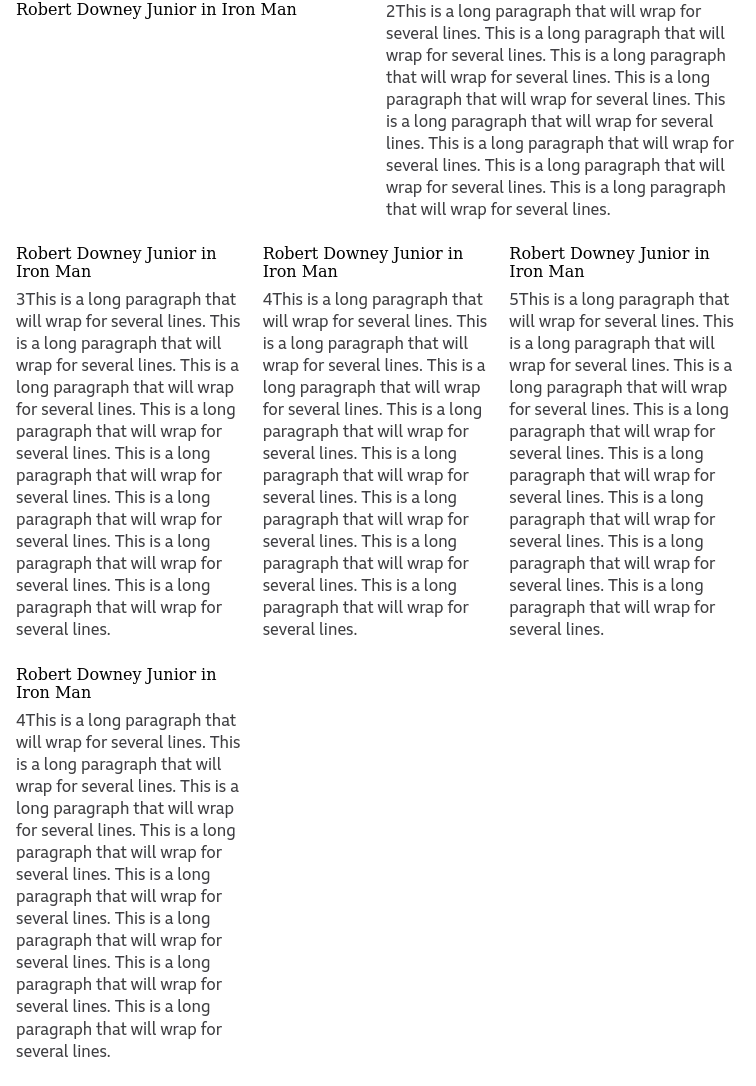 Robert Downey Junior in Iron Man
2This is a long paragraph that will wrap for
several lines. This is a long paragraph that will
wrap for several lines. This is a long paragraph
that will wrap for several lines. This is a long
paragraph that will wrap for several lines. This
is a long paragraph that will wrap for several
lines. This is a long paragraph that will wrap for
several lines. This is a long paragraph that will
wrap for several lines. This is a long paragraph
that will wrap for several lines.
Robert Downey Junior in
Iron Man
3This is a long paragraph that
will wrap for several lines. This
is a long paragraph that will
wrap for several lines. This is a
long paragraph that will wrap
for several lines. This is a long
paragraph that will wrap for
several lines. This is a long
paragraph that will wrap for
several lines. This is a long
paragraph that will wrap for
several lines. This is a long
paragraph that will wrap for
several lines. This is a long
paragraph that will wrap for
several lines.
Robert Downey Junior in
Iron Man
4This is a long paragraph that
will wrap for several lines. This
is a long paragraph that will
wrap for several lines. This is a
long paragraph that will wrap
for several lines. This is a long
paragraph that will wrap for
several lines. This is a long
paragraph that will wrap for
several lines. This is a long
paragraph that will wrap for
several lines. This is a long
paragraph that will wrap for
several lines. This is a long
paragraph that will wrap for
several lines.
Robert Downey Junior in
Iron Man
5This is a long paragraph that
will wrap for several lines. This
is a long paragraph that will
wrap for several lines. This is a
long paragraph that will wrap
for several lines. This is a long
paragraph that will wrap for
several lines. This is a long
paragraph that will wrap for
several lines. This is a long
paragraph that will wrap for
several lines. This is a long
paragraph that will wrap for
several lines. This is a long
paragraph that will wrap for
several lines.
Robert Downey Junior in
Iron Man
4This is a long paragraph that
will wrap for several lines. This
is a long paragraph that will
wrap for several lines. This is a
long paragraph that will wrap
for several lines. This is a long
paragraph that will wrap for
several lines. This is a long
paragraph that will wrap for
several lines. This is a long
paragraph that will wrap for
several lines. This is a long
paragraph that will wrap for
several lines. This is a long
paragraph that will wrap for
several lines.